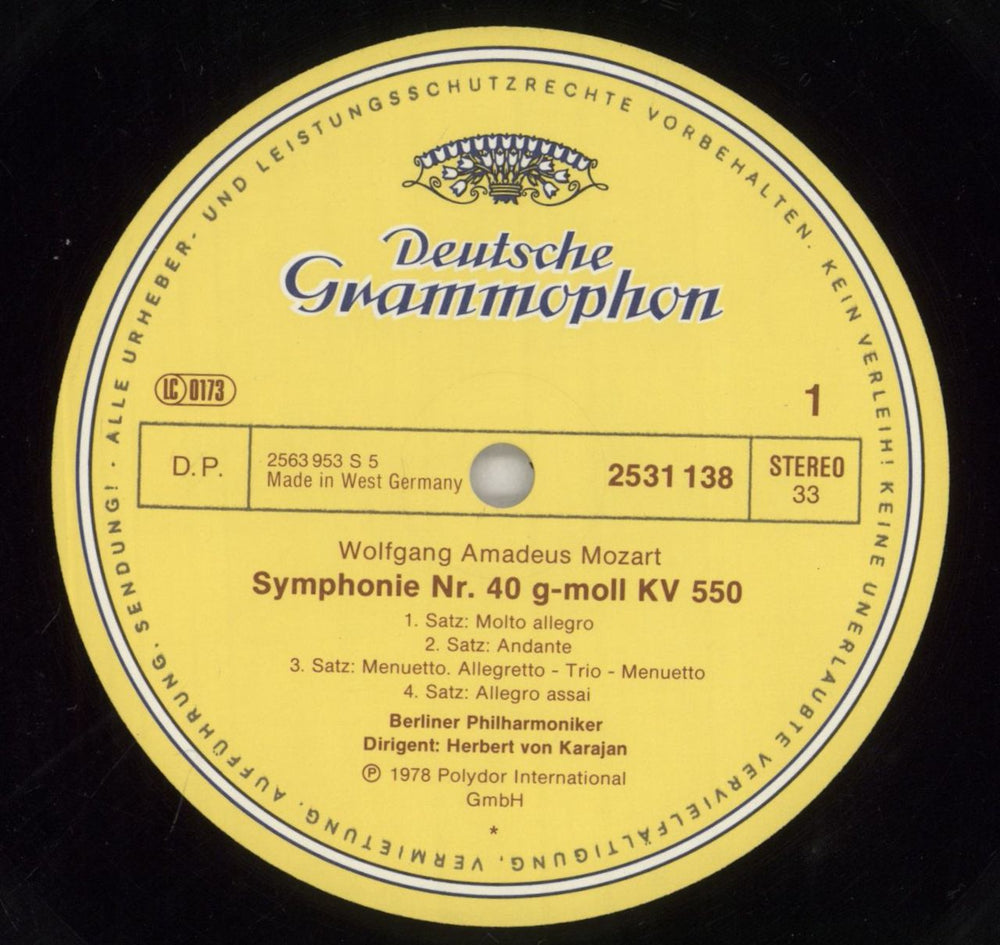 ALLE URHEBER- UND LEISTUNGSSCHUTZRECHTE VORBEHALTEN. KEIN VERLEIH! KEINE UNERLAUBTE VERVIELFÄLTIGUNG, VERMIETUNG, AUFFÜHRUNG, SENDUNG! ·
Deutsche
Grammophon
LC 0173
1
D.P.
2563 953 S 5
Made in West Germany
2531 138
STEREO
33
Wolfgang Amadeus Mozart
Symphonie Nr. 40 g-moll KV 550
1. Satz: Molto allegro
2. Satz: Andante
3. Satz: Menuetto. Allegretto - Trio - Menuetto
4. Satz: Allegro assai
Berliner Philharmoniker
Dirigent: Herbert von Karajan
℗ 1978 Polydor International
GmbH
*